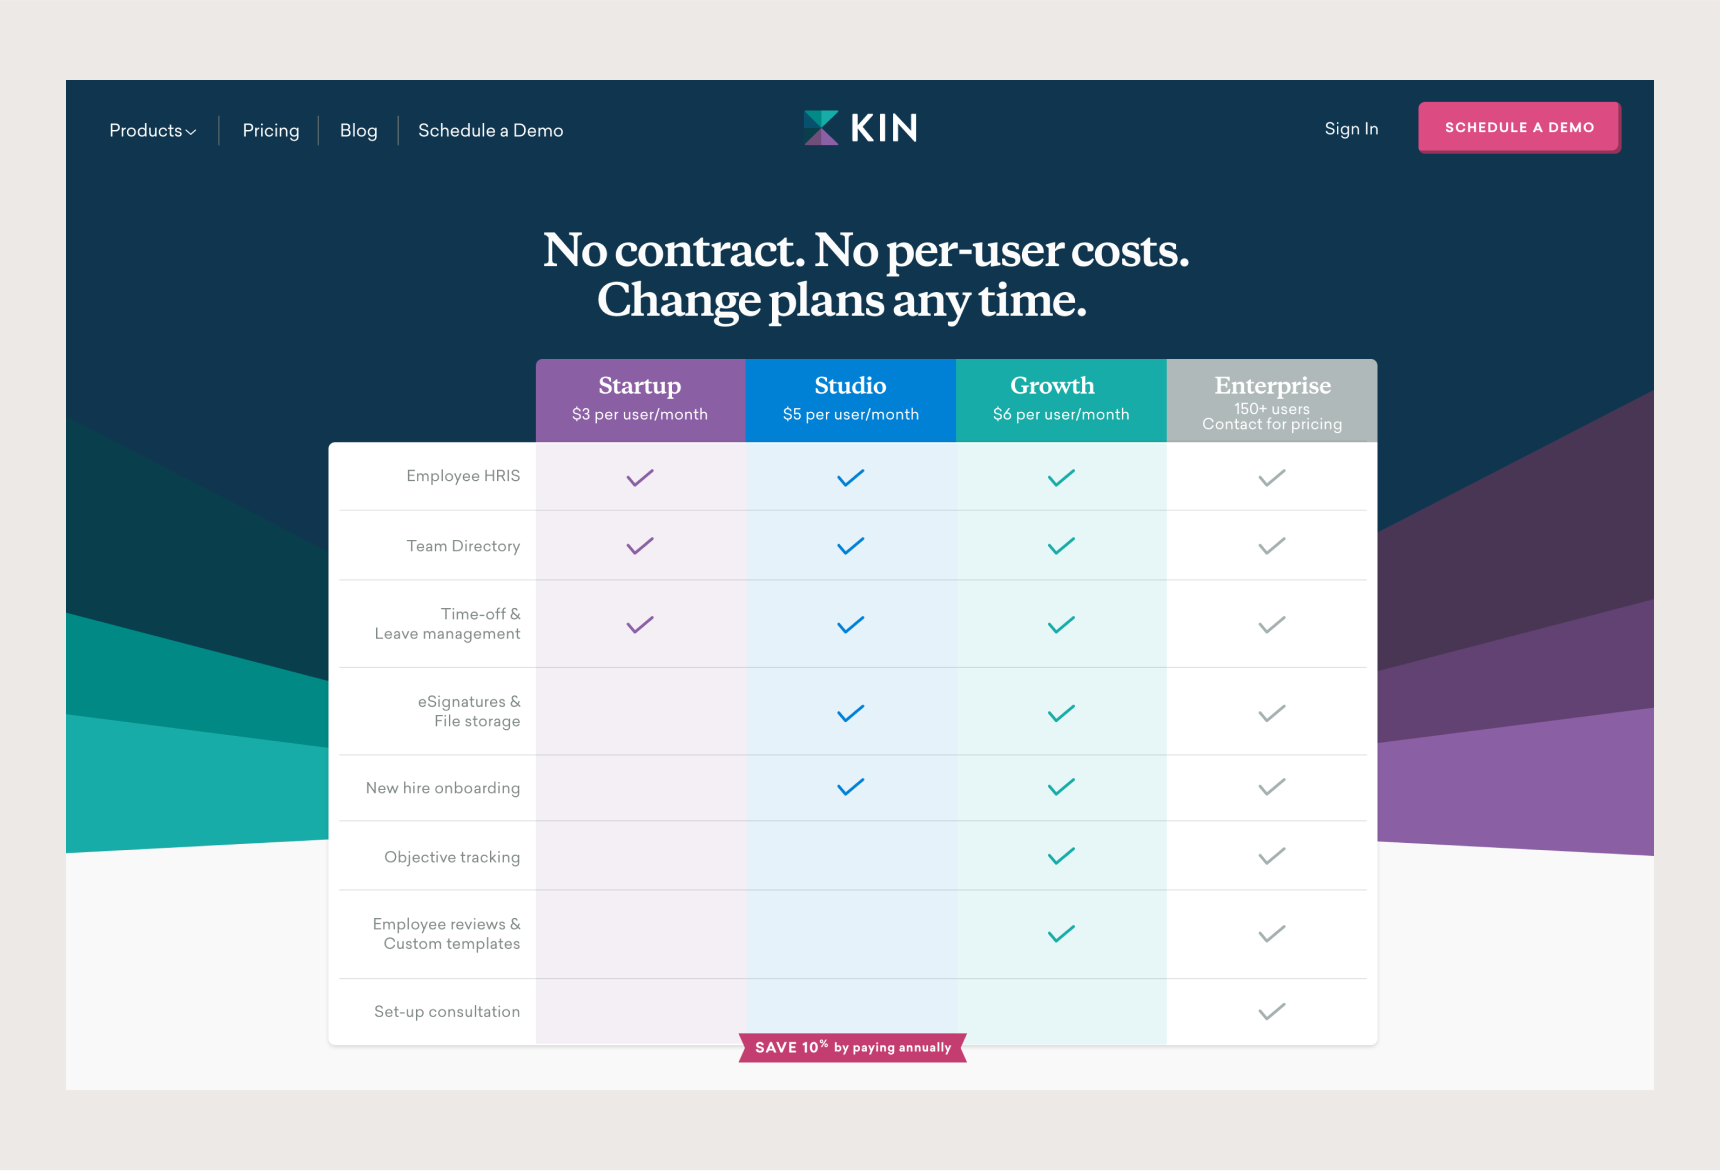 Products
Pricing
Blog
Schedule a Demo
KIN
Sign In
SCHEDULE A DEMO
No contract. No per-user costs.
Change plans any time.
Startup
$3 per user/month
Studio
$5 per user/month
Growth
$6 per user/month
Enterprise
150+ users
Contact for pricing
Employee HRIS
Team Directory
Time-off &
Leave management
eSignatures &
File storage
New hire onboarding
Objective tracking
Employee reviews &
Custom templates
Set-up consultation
SAVE 10% by paying annually